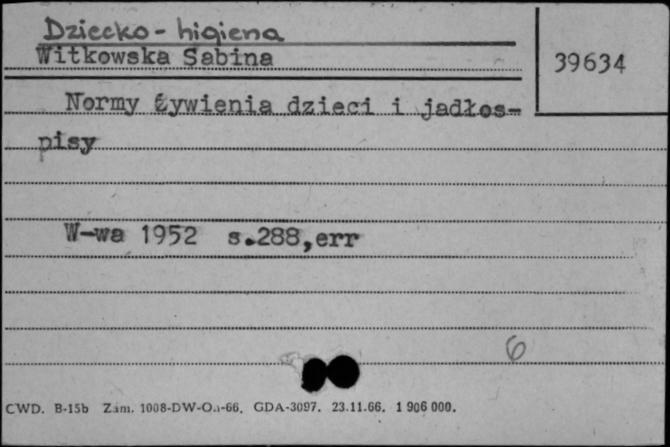 Dziecko - higiena
Witkowska Sabina
39634
Normy żywienia dzieci i jadłos-
pisy
W-wa 1952 s.288,err
6
CWD. B-15b Zam. 1008-DW-Oa-66. GDA-3097. 23.11.66. 1 906 000.